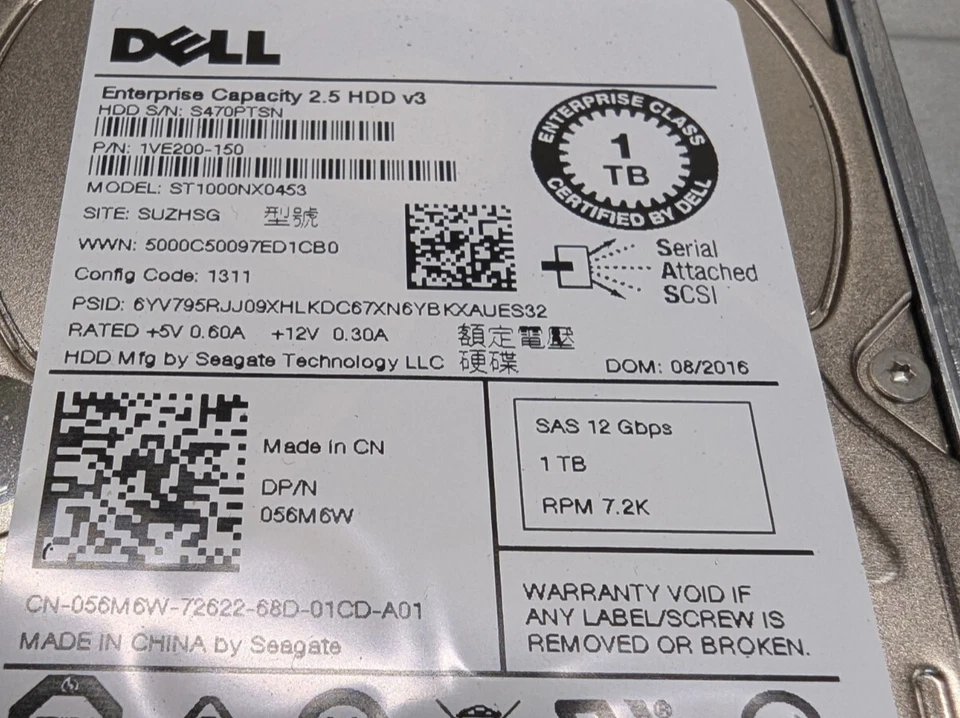 DELL
Enterprise Capacity 2.5 HDD v3
HDD S/N: S470PTSN
P/N: 1VE200-150
MODEL: ST1000NX0453
SITE: SUZHSG 型號
WWN: 5000C50097ED1CB0
Config Code: 1311
PSID: 6YV795RJJ09XHLKDC67XN6YBKXAUES32
RATED +5V 0.60A +12V 0.30A 額定電壓
HDD Mfg by Seagate Technology LLC 硬碟
DOM: 08/2016
ENTERPRISE CLASS
1
TB
CERTIFIED BY DELL
Serial
Attached
SCSI
Made in CN
DP/N
056M6W
SAS 12 Gbps
1 TB
RPM 7.2K
CN-056M6W-72622-68D-01CD-A01
MADE IN CHINA by Seagate
WARRANTY VOID IF
ANY LABEL/SCREW IS
REMOVED OR BROKEN.